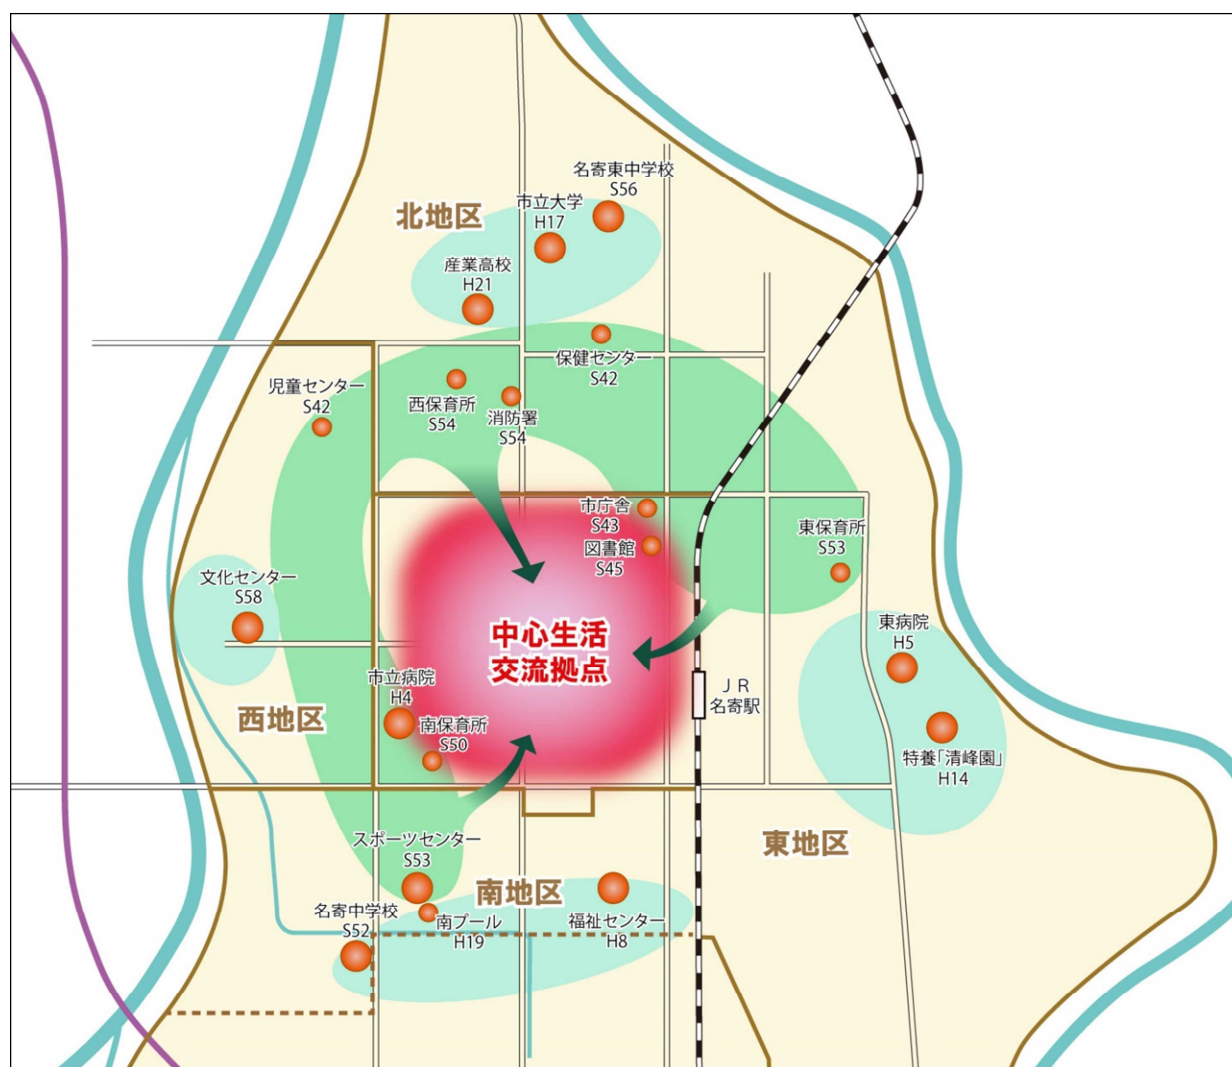 名寄東中学校
S56
市立大学
H17
北地区
産業高校
H21
保健センター
S42
児童センター
S42
西保育所
S54
消防署
S54
市庁舎
S43
図書館
S45
東保育所
S53
文化センター
S58
中心生活
交流拠点
東病院
H5
市立病院
H4
ＪＲ
名寄駅
西地区
南保育所
S50
特養「清峰園」
H14
スポーツセンター
S53
東地区
南地区
名寄中学校
S52
南プール
H19
福祉センター
H8